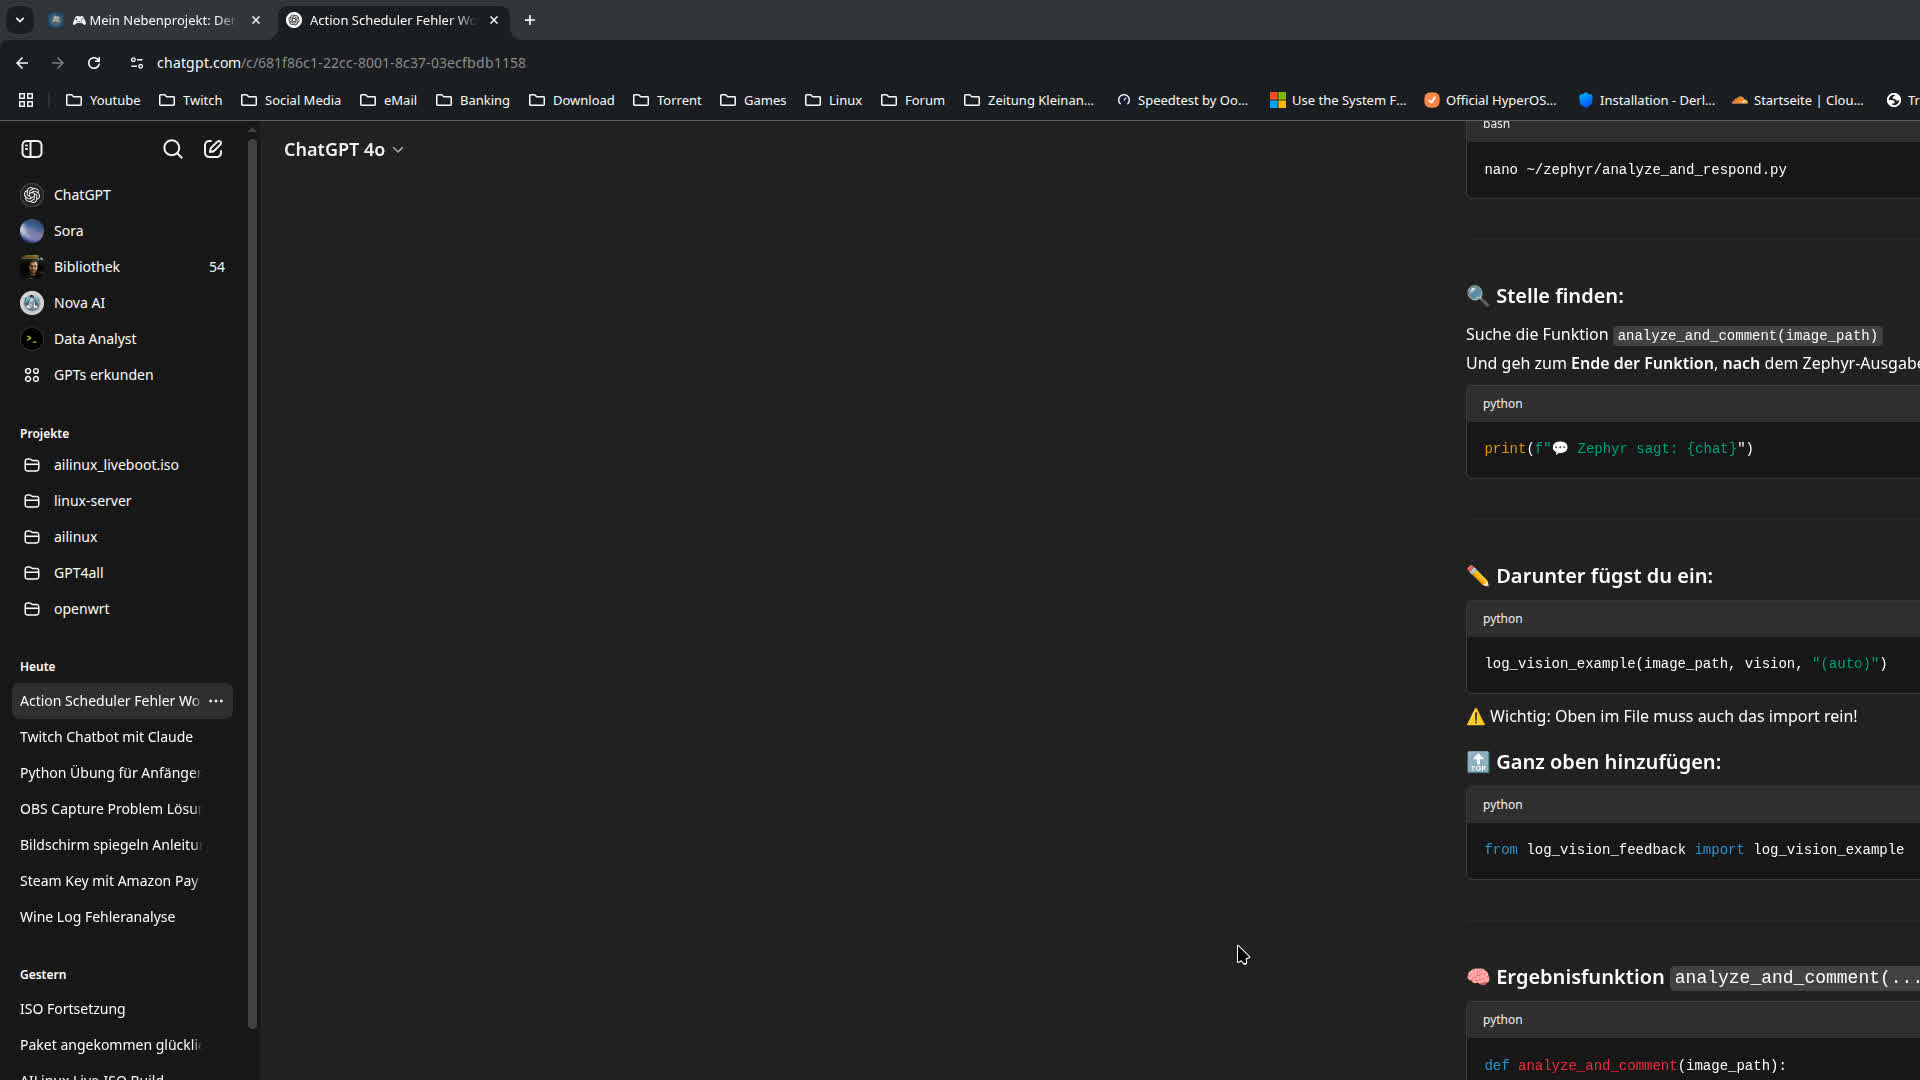 🎮 Mein Nebenprojekt: Der
Action Scheduler Fehler Wo
chatgpt.com/c/681f86c1-22cc-8001-8c37-03ecfbdb1158
Youtube
Twitch
Social Media
eMail
Banking
Download
Torrent
Games
Linux
Forum
Zeitung Kleinan...
Speedtest by Oo...
Use the System F...
Official HyperOS...
Installation - Derl...
Startseite | Clou...
Tr
ChatGPT
Sora
Bibliothek 54
Nova AI
Data Analyst
GPTs erkunden
Projekte
ailinux_liveboot.iso
linux-server
ailinux
GPT4all
openwrt
Heute
Action Scheduler Fehler Wo
Twitch Chatbot mit Claude
Python Übung für Anfänger
OBS Capture Problem Lösu
Bildschirm spiegeln Anleitu
Steam Key mit Amazon Pay
Wine Log Fehleranalyse
Gestern
ISO Fortsetzung
Paket angekommen glückli
AILinux Live ISO Build
ChatGPT 4o
bash
nano ~/zephyr/analyze_and_respond.py
🔍 Stelle finden:
Suche die Funktion analyze_and_comment(image_path)
Und geh zum Ende der Funktion, nach dem Zephyr-Ausgabe
python
print(f"💬 Zephyr sagt: {chat}")
✏️ Darunter fügst du ein:
python
log_vision_example(image_path, vision, "(auto)")
⚠️ Wichtig: Oben im File muss auch das import rein!
🔝 Ganz oben hinzufügen:
python
from log_vision_feedback import log_vision_example
🧠 Ergebnisfunktion analyze_and_comment(...
python
def analyze_and_comment(image_path):